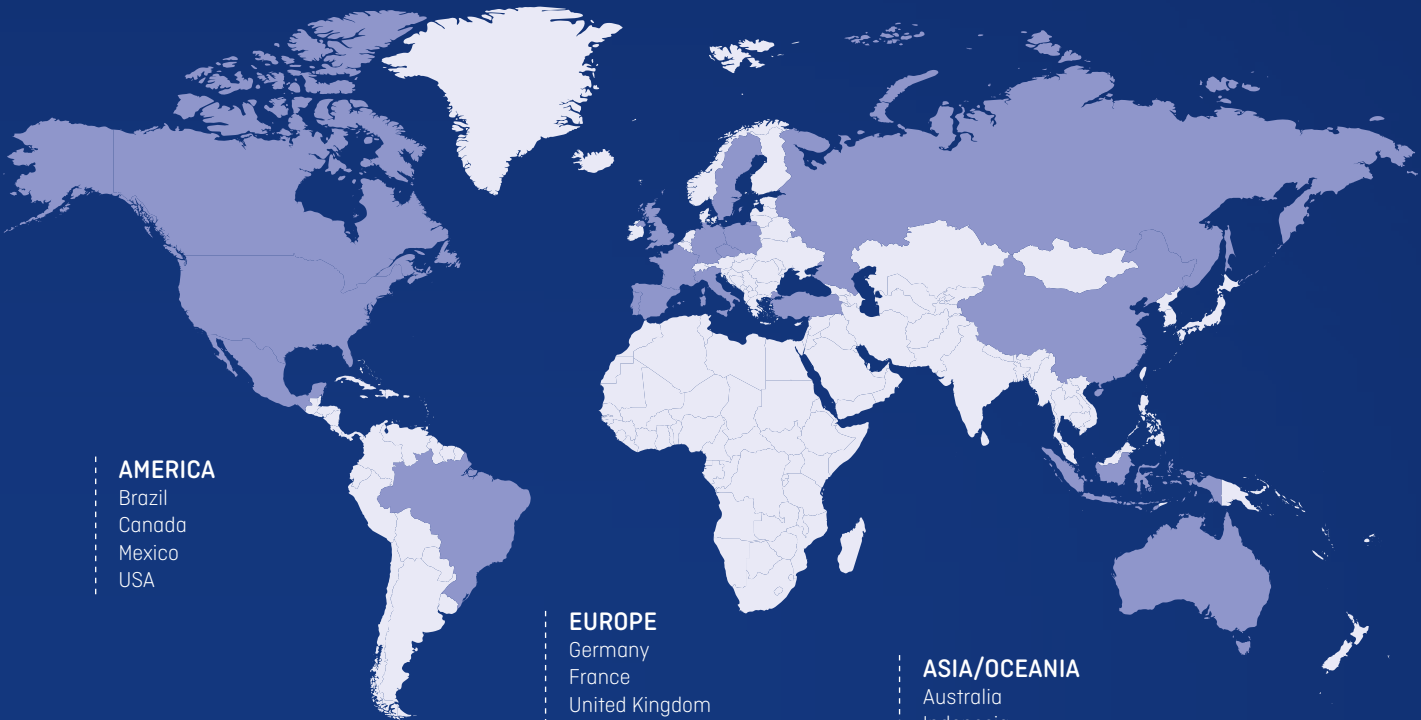 AMERICA
Brazil
Canada
Mexico
USA
EUROPE
Germany
France
United Kingdom
ASIA/OCEANIA
Australia